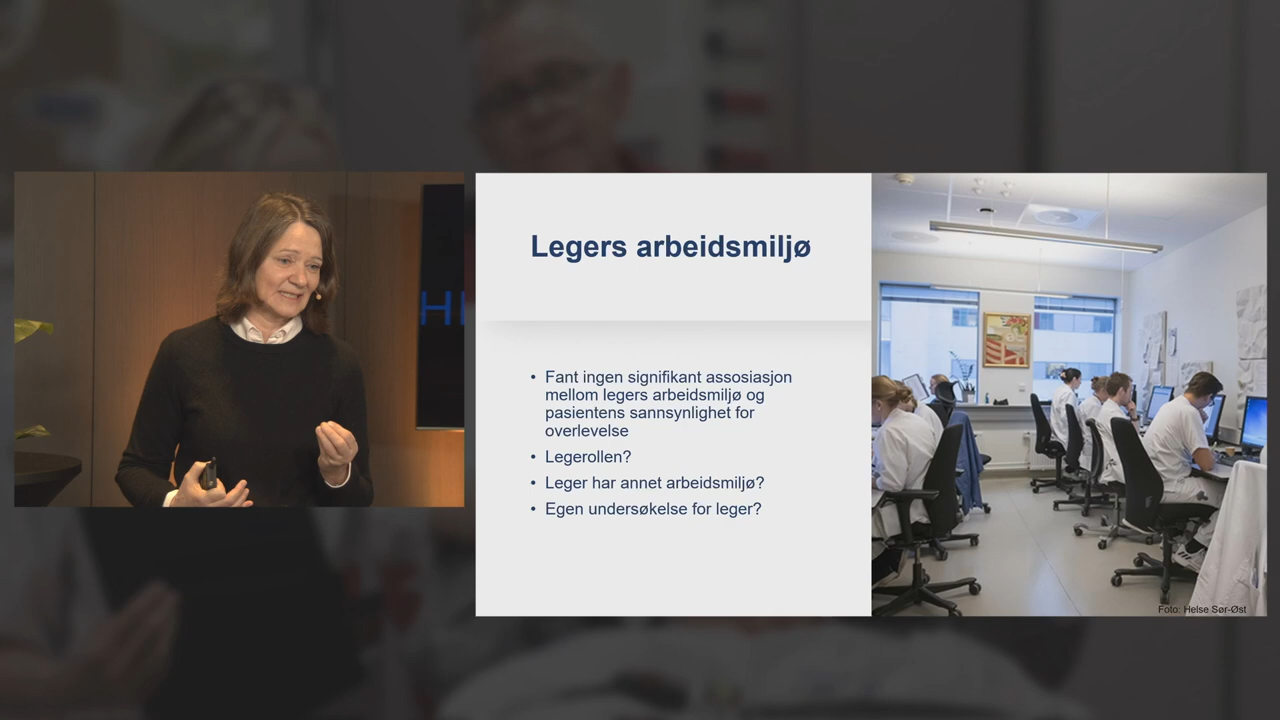 Legers arbeidsmiljø
• Fant ingen signifikant assosiasjon
mellom legers arbeidsmiljø og
pasientens sannsynlighet for
overlevelse
• Legerollen?
• Leger har annet arbeidsmiljø?
• Egen undersøkelse for leger?
Foto: Helse Sør-Øst